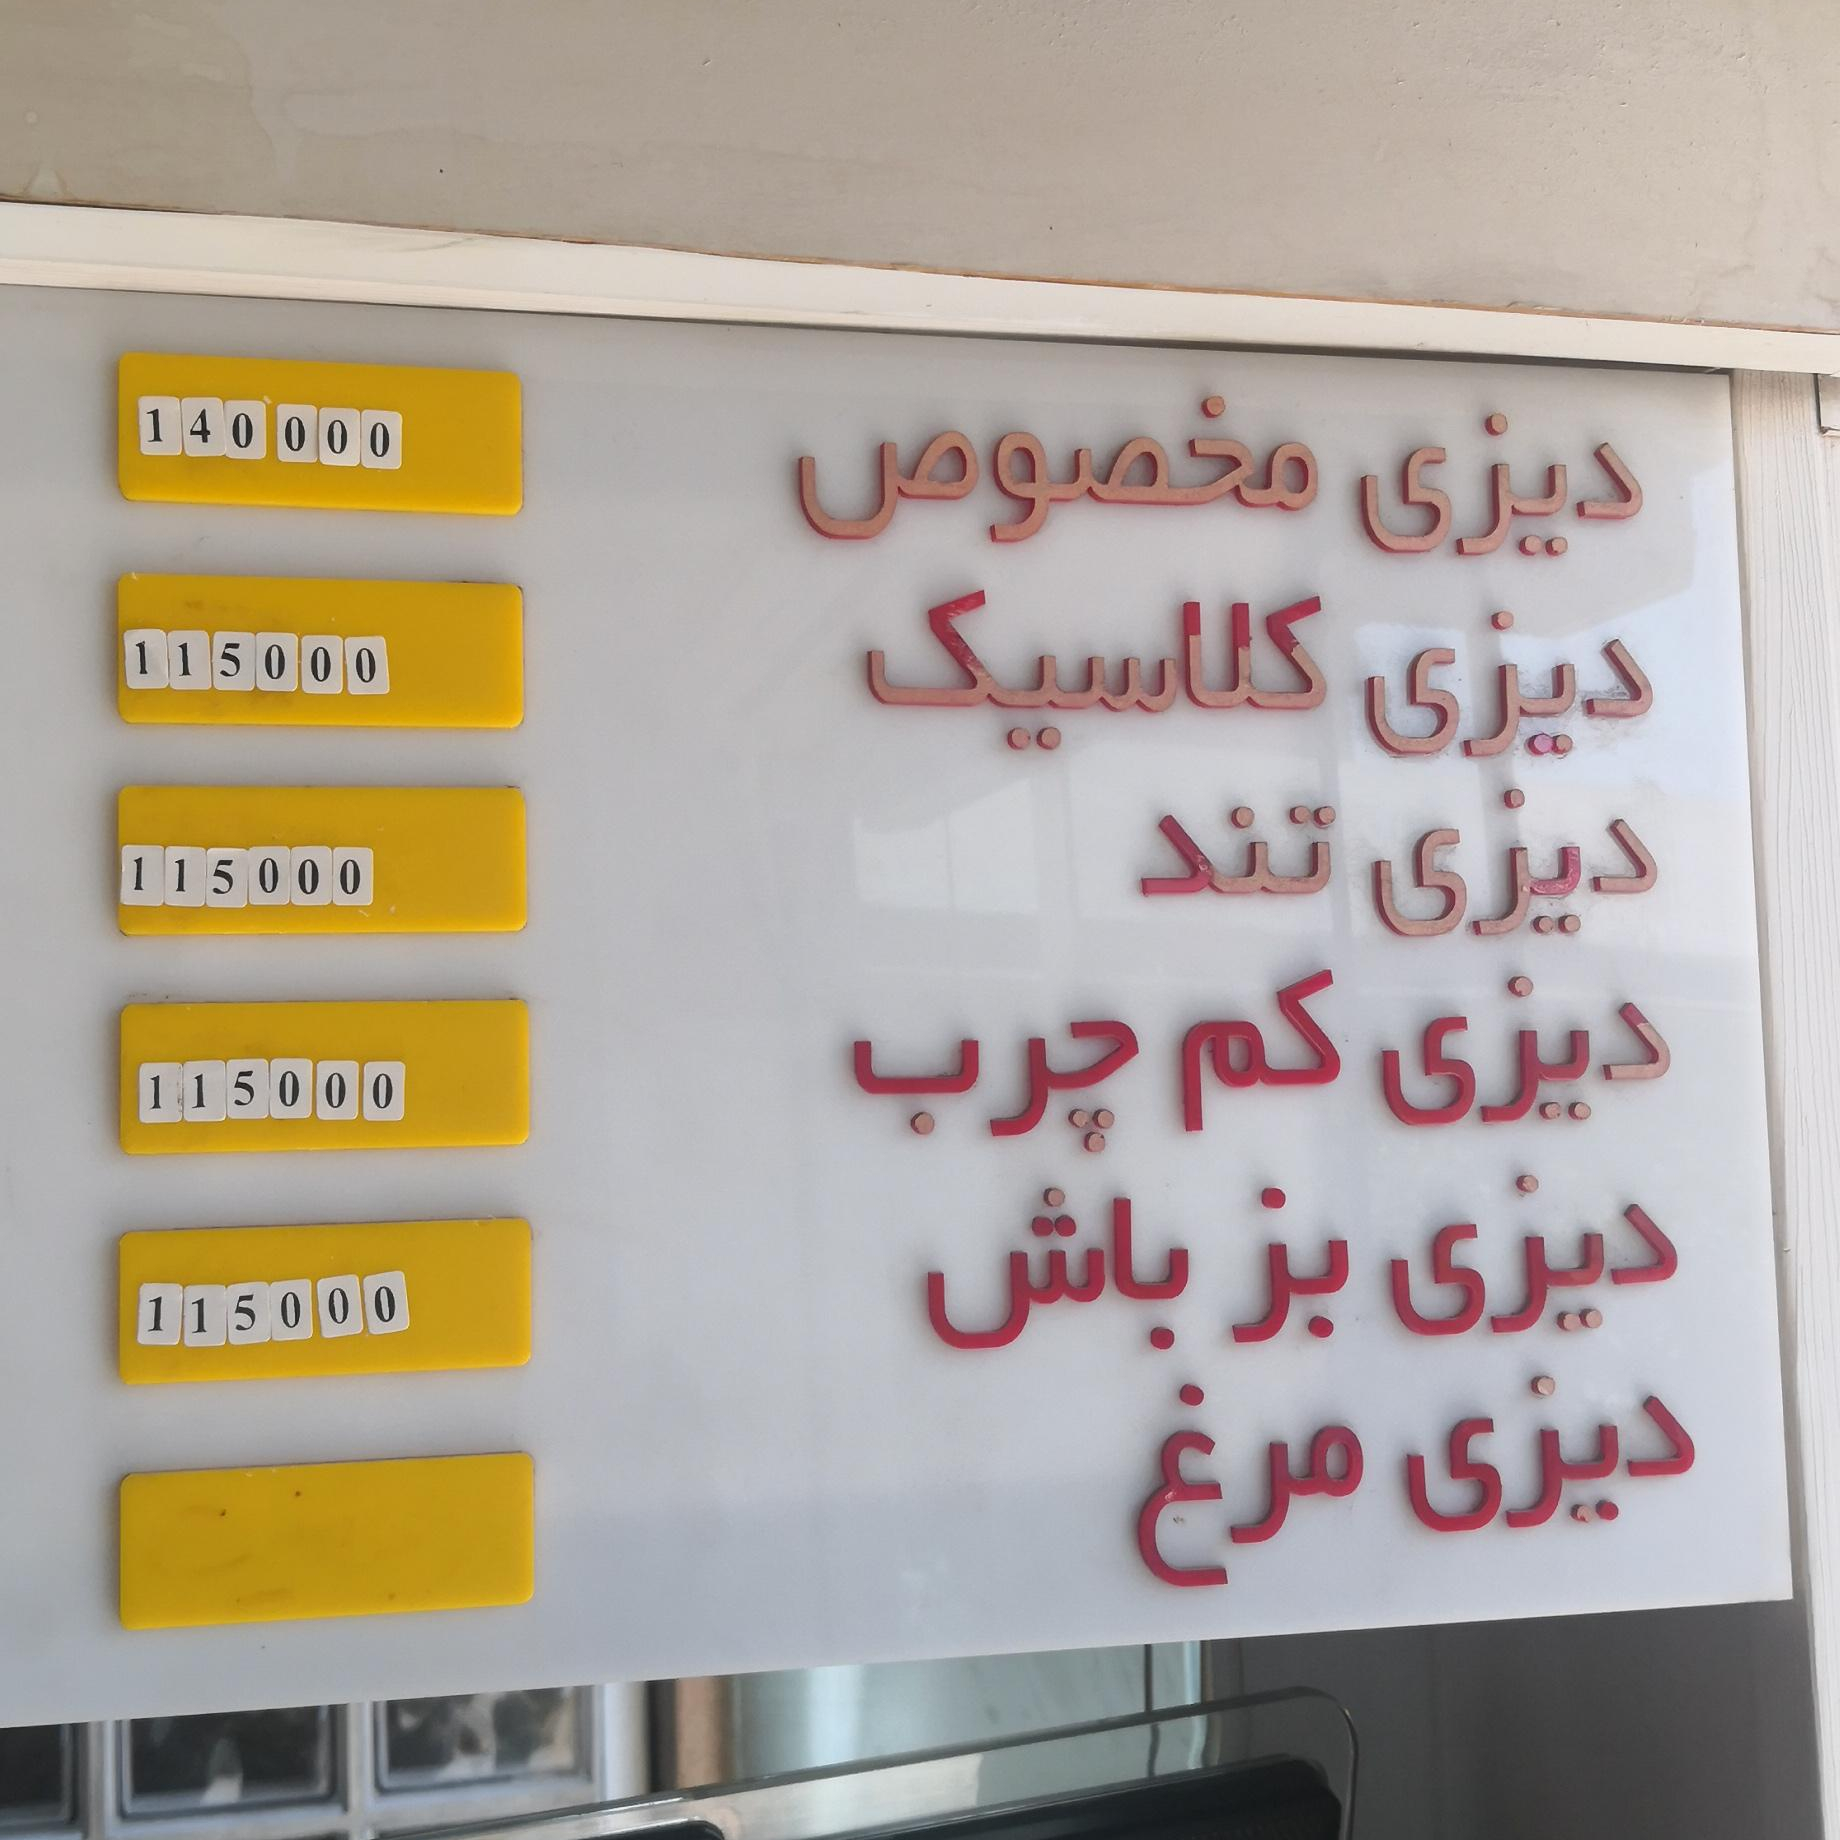 دیزی مخصوص 140000
دیزی کلاسیک 115000
دیزی تند 115000
دیزی کم چرب 115000
دیزی بز باش 115000
دیزی مرغ